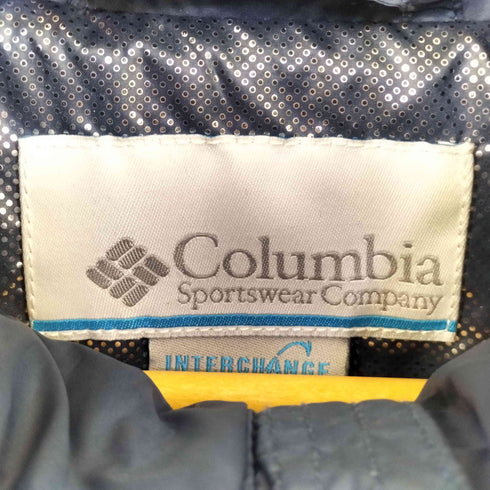 Columbia
Sportswear Company
INTERCHANGE